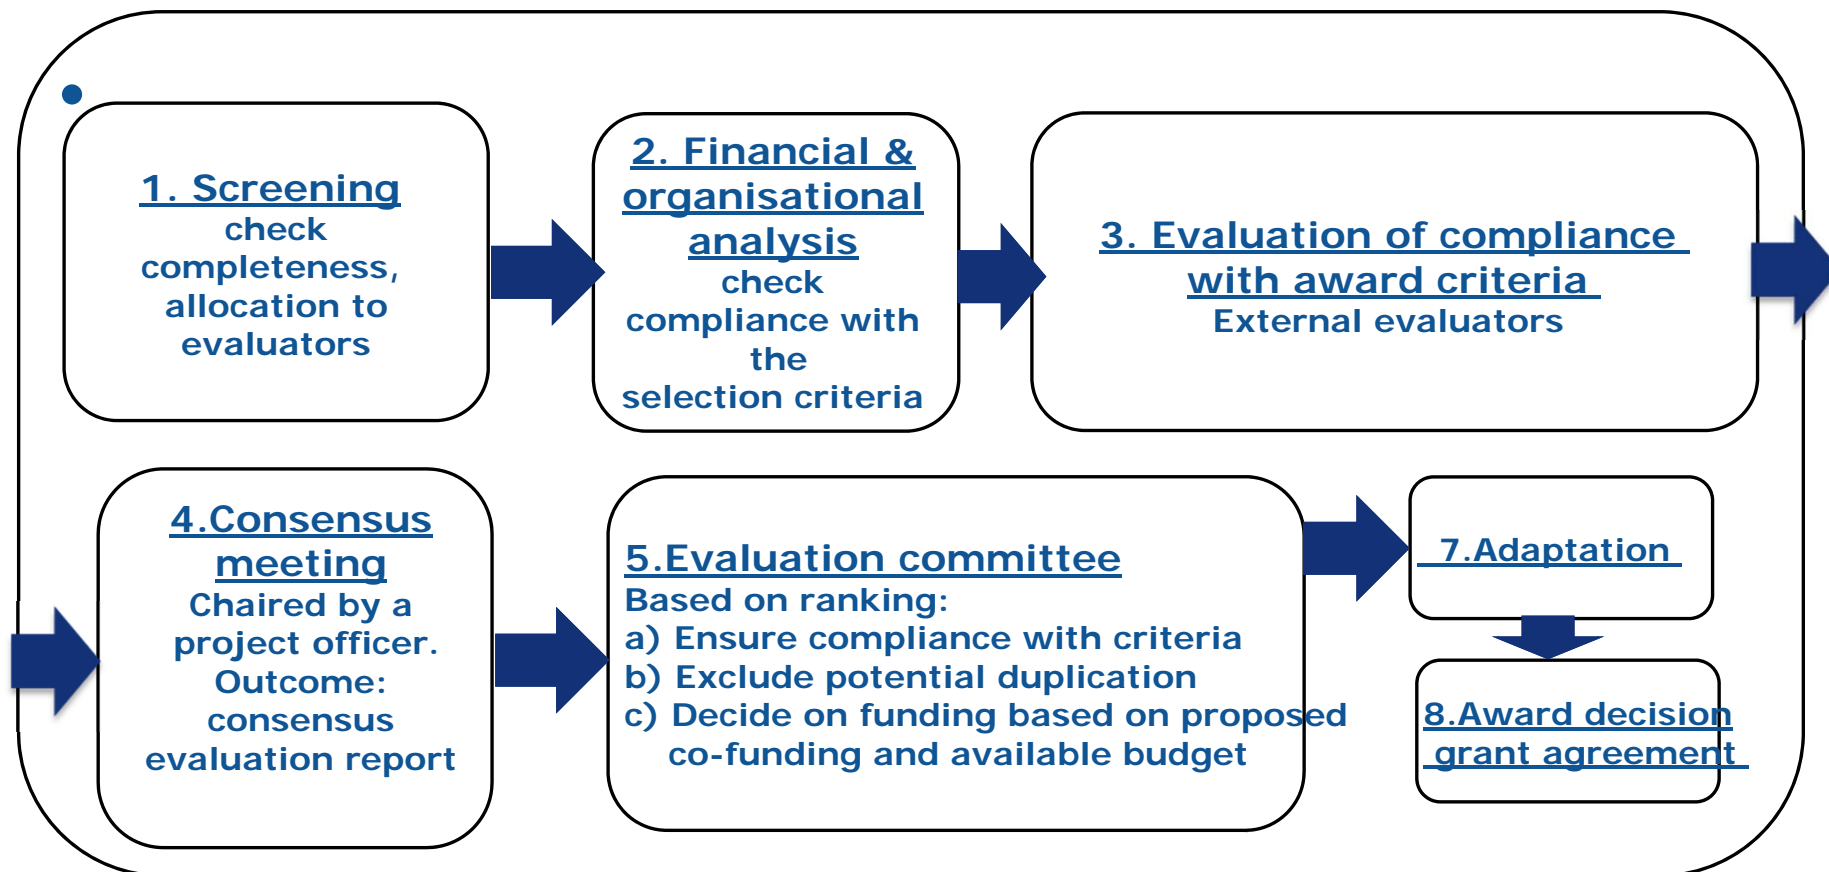 1. Screening
check
completeness,
allocation to
evaluators
2. Financial &
organisational
analysis
check
compliance with
the
selection criteria
3. Evaluation of compliance
with award criteria
External evaluators
4.Consensus
meeting
Chaired by a
project officer.
Outcome:
consensus
evaluation report
5.Evaluation committee
Based on ranking:
a) Ensure compliance with criteria
b) Exclude potential duplication
c) Decide on funding based on proposed
co-funding and available budget
7.Adaptation
8.Award decision
grant agreement